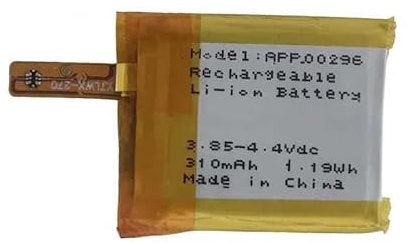 Model:APP00296
Rechargeable
Li-ion Battery
3.85-4.4Vdc
310mAh 1.19Wh
Made in China